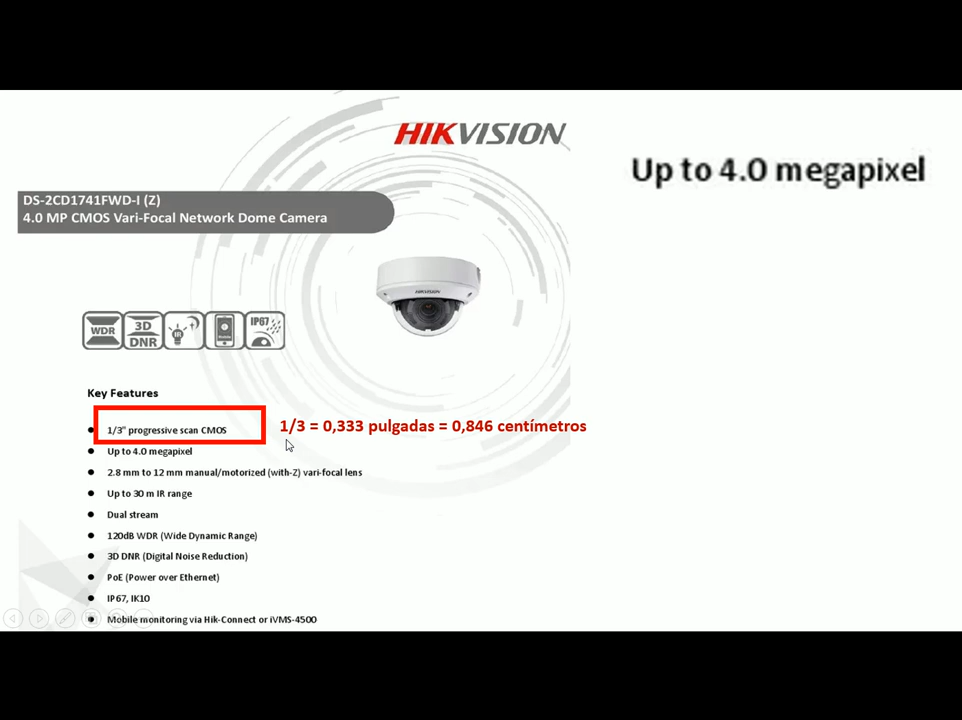 HIKVISION
Up to 4.0 megapixel
DS-2CD1741FWD-I (Z)
4.0 MP CMOS Vari-Focal Network Dome Camera
HIKVISION
WDR
3D
DNR
IR
IP67
Key Features
1/3" progressive scan CMOS
1/3 = 0,333 pulgadas = 0,846 centímetros
Up to 4.0 megapixel
2.8 mm to 12 mm manual/motorized (with-Z) vari-focal lens
Up to 30 m IR range
Dual stream
120dB WDR (Wide Dynamic Range)
3D DNR (Digital Noise Reduction)
PoE (Power over Ethernet)
IP67, IK10
Mobile monitoring via Hik-Connect or iVMS-4500